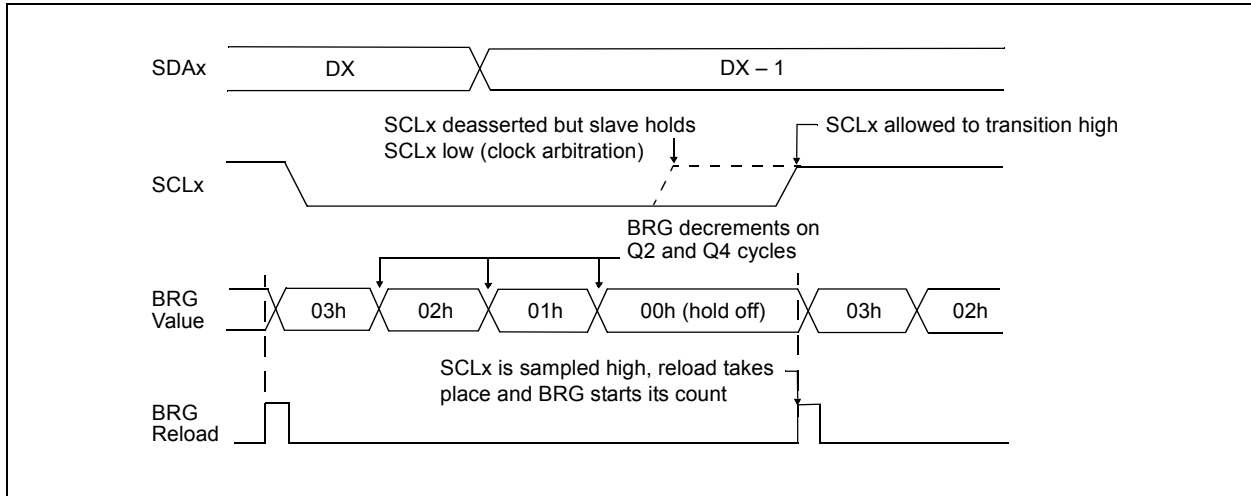 SDAx
DX
DX – 1
SCLx deasserted but slave holds
SCLx low (clock arbitration)
SCLx allowed to transition high
SCLx
BRG decrements on
Q2 and Q4 cycles
BRG
Value
03h
02h
01h
00h (hold off)
03h
02h
SCLx is sampled high, reload takes
place and BRG starts its count
BRG
Reload